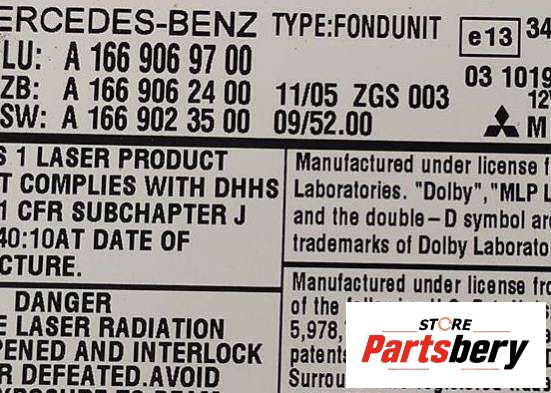 ERCEDES-BENZ TYPE:FONDUNIT e13 34
LU: A 166 906 97 00
03 1019
ZB: A 166 906 24 00 11/05 ZGS 003 12V
SW: A 166 902 35 00 09/52.00 M
S 1 LASER PRODUCT
T COMPLIES WITH DHHS
1 CFR SUBCHAPTER J
40:10AT DATE OF
CTURE.
DANGER
E LASER RADIATION
PENED AND INTERLOCK
R DEFEATED.AVOID
Manufactured under license f
Laboratories. "Dolby","MLP L
and the double-D symbol are
trademarks of Dolby Laborato
Manufactured under license fro
of the
5,978,
patents
Surrou
STORE
Partsbery